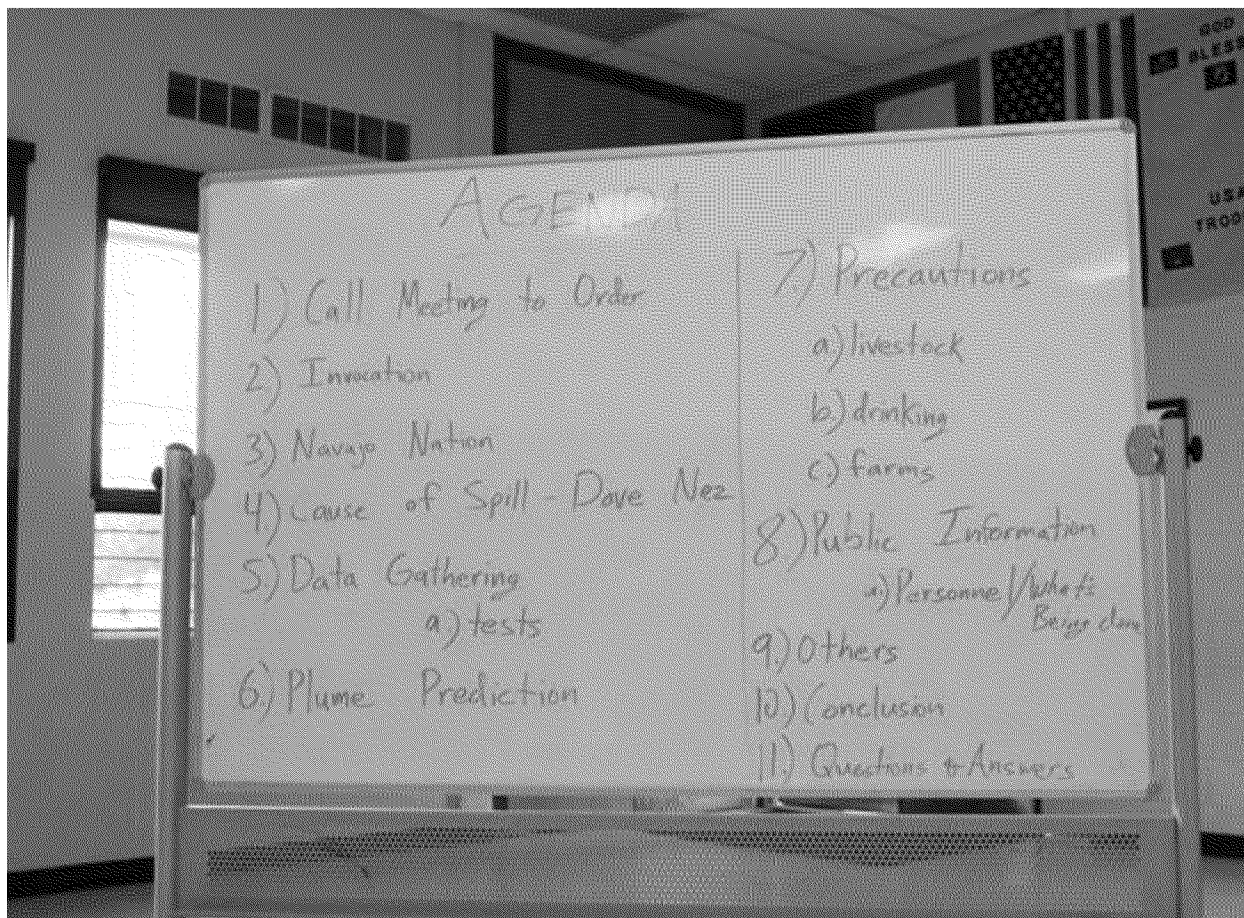 AGENDA
1) Call Meeting to Order
2) Invocation
3) Navajo Nation
4) Cause of Spill - Dave Nez
5) Data Gathering
a) tests
6.) Plume Prediction
7.) Precautions
a.) livestock
b.) drinking
c.) farms
8.) Public Information
a) Personnel/What's
Being done
9.) Others
10.) Conclusion
11.) Questions & Answers
GOD
BLESS
USA
TROOPS